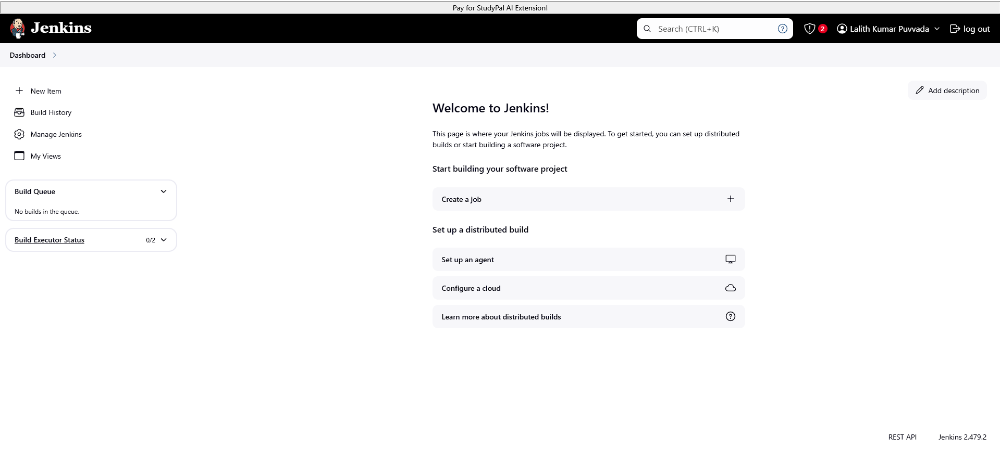 Pay for StudyPal AI Extension!
Jenkins
Search (CTRL+K)
?
2
Lalith Kumar Puvvada
log out
Dashboard
New Item
Build History
Manage Jenkins
My Views
Build Queue
No builds in the queue.
Build Executor Status
0/2
Add description
Welcome to Jenkins!
This page is where your Jenkins jobs will be displayed. To get started, you can set up distributed
builds or start building a software project.
Start building your software project
Create a job
Set up a distributed build
Set up an agent
Configure a cloud
Learn more about distributed builds
?
REST API
Jenkins 2.479.2